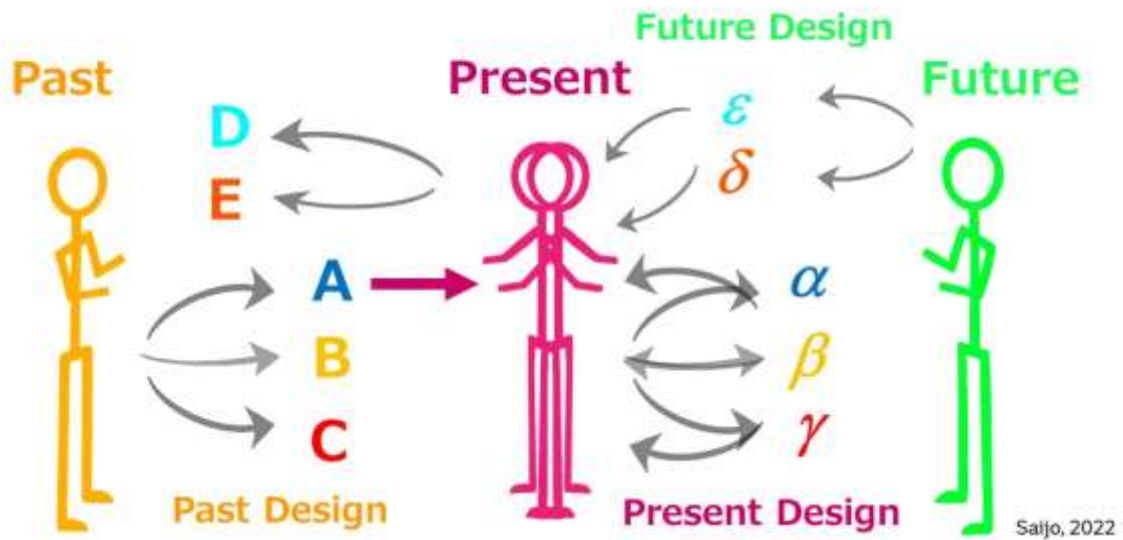 Future Design
Past
Present
Future
D
E
ε
δ
A
B
C
α
β
γ
Past Design
Present Design
Saijo, 2022